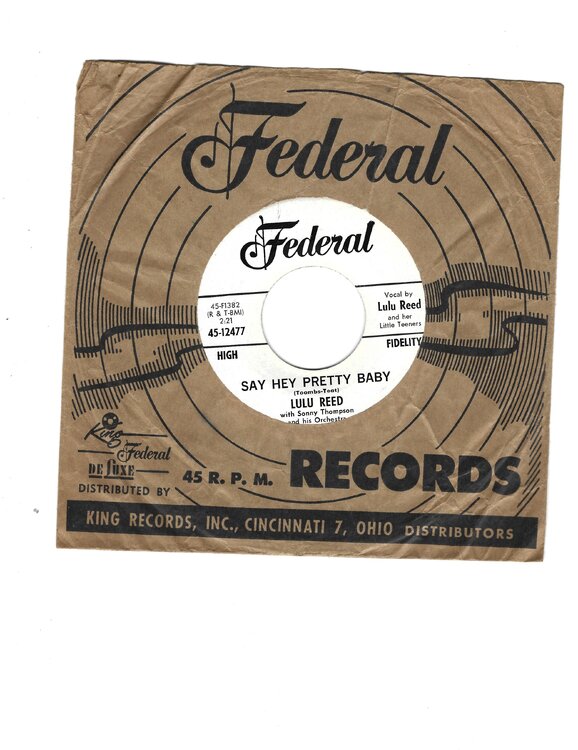 Federal
Federal
45-F1382
(R & T-BMI)
2:21
45-12477
Vocal by
Lulu Reed
and her
Little Teeners
HIGH
FIDELITY
SAY HEY PRETTY BABY
(Toombs-Toat)
LULU REED
with Sonny Thompson
and his Orchestra
King
Federal
DE LUXE
DISTRIBUTED BY
45 R. P. M.
RECORDS
KING RECORDS, INC., CINCINNATI 7, OHIO DISTRIBUTORS